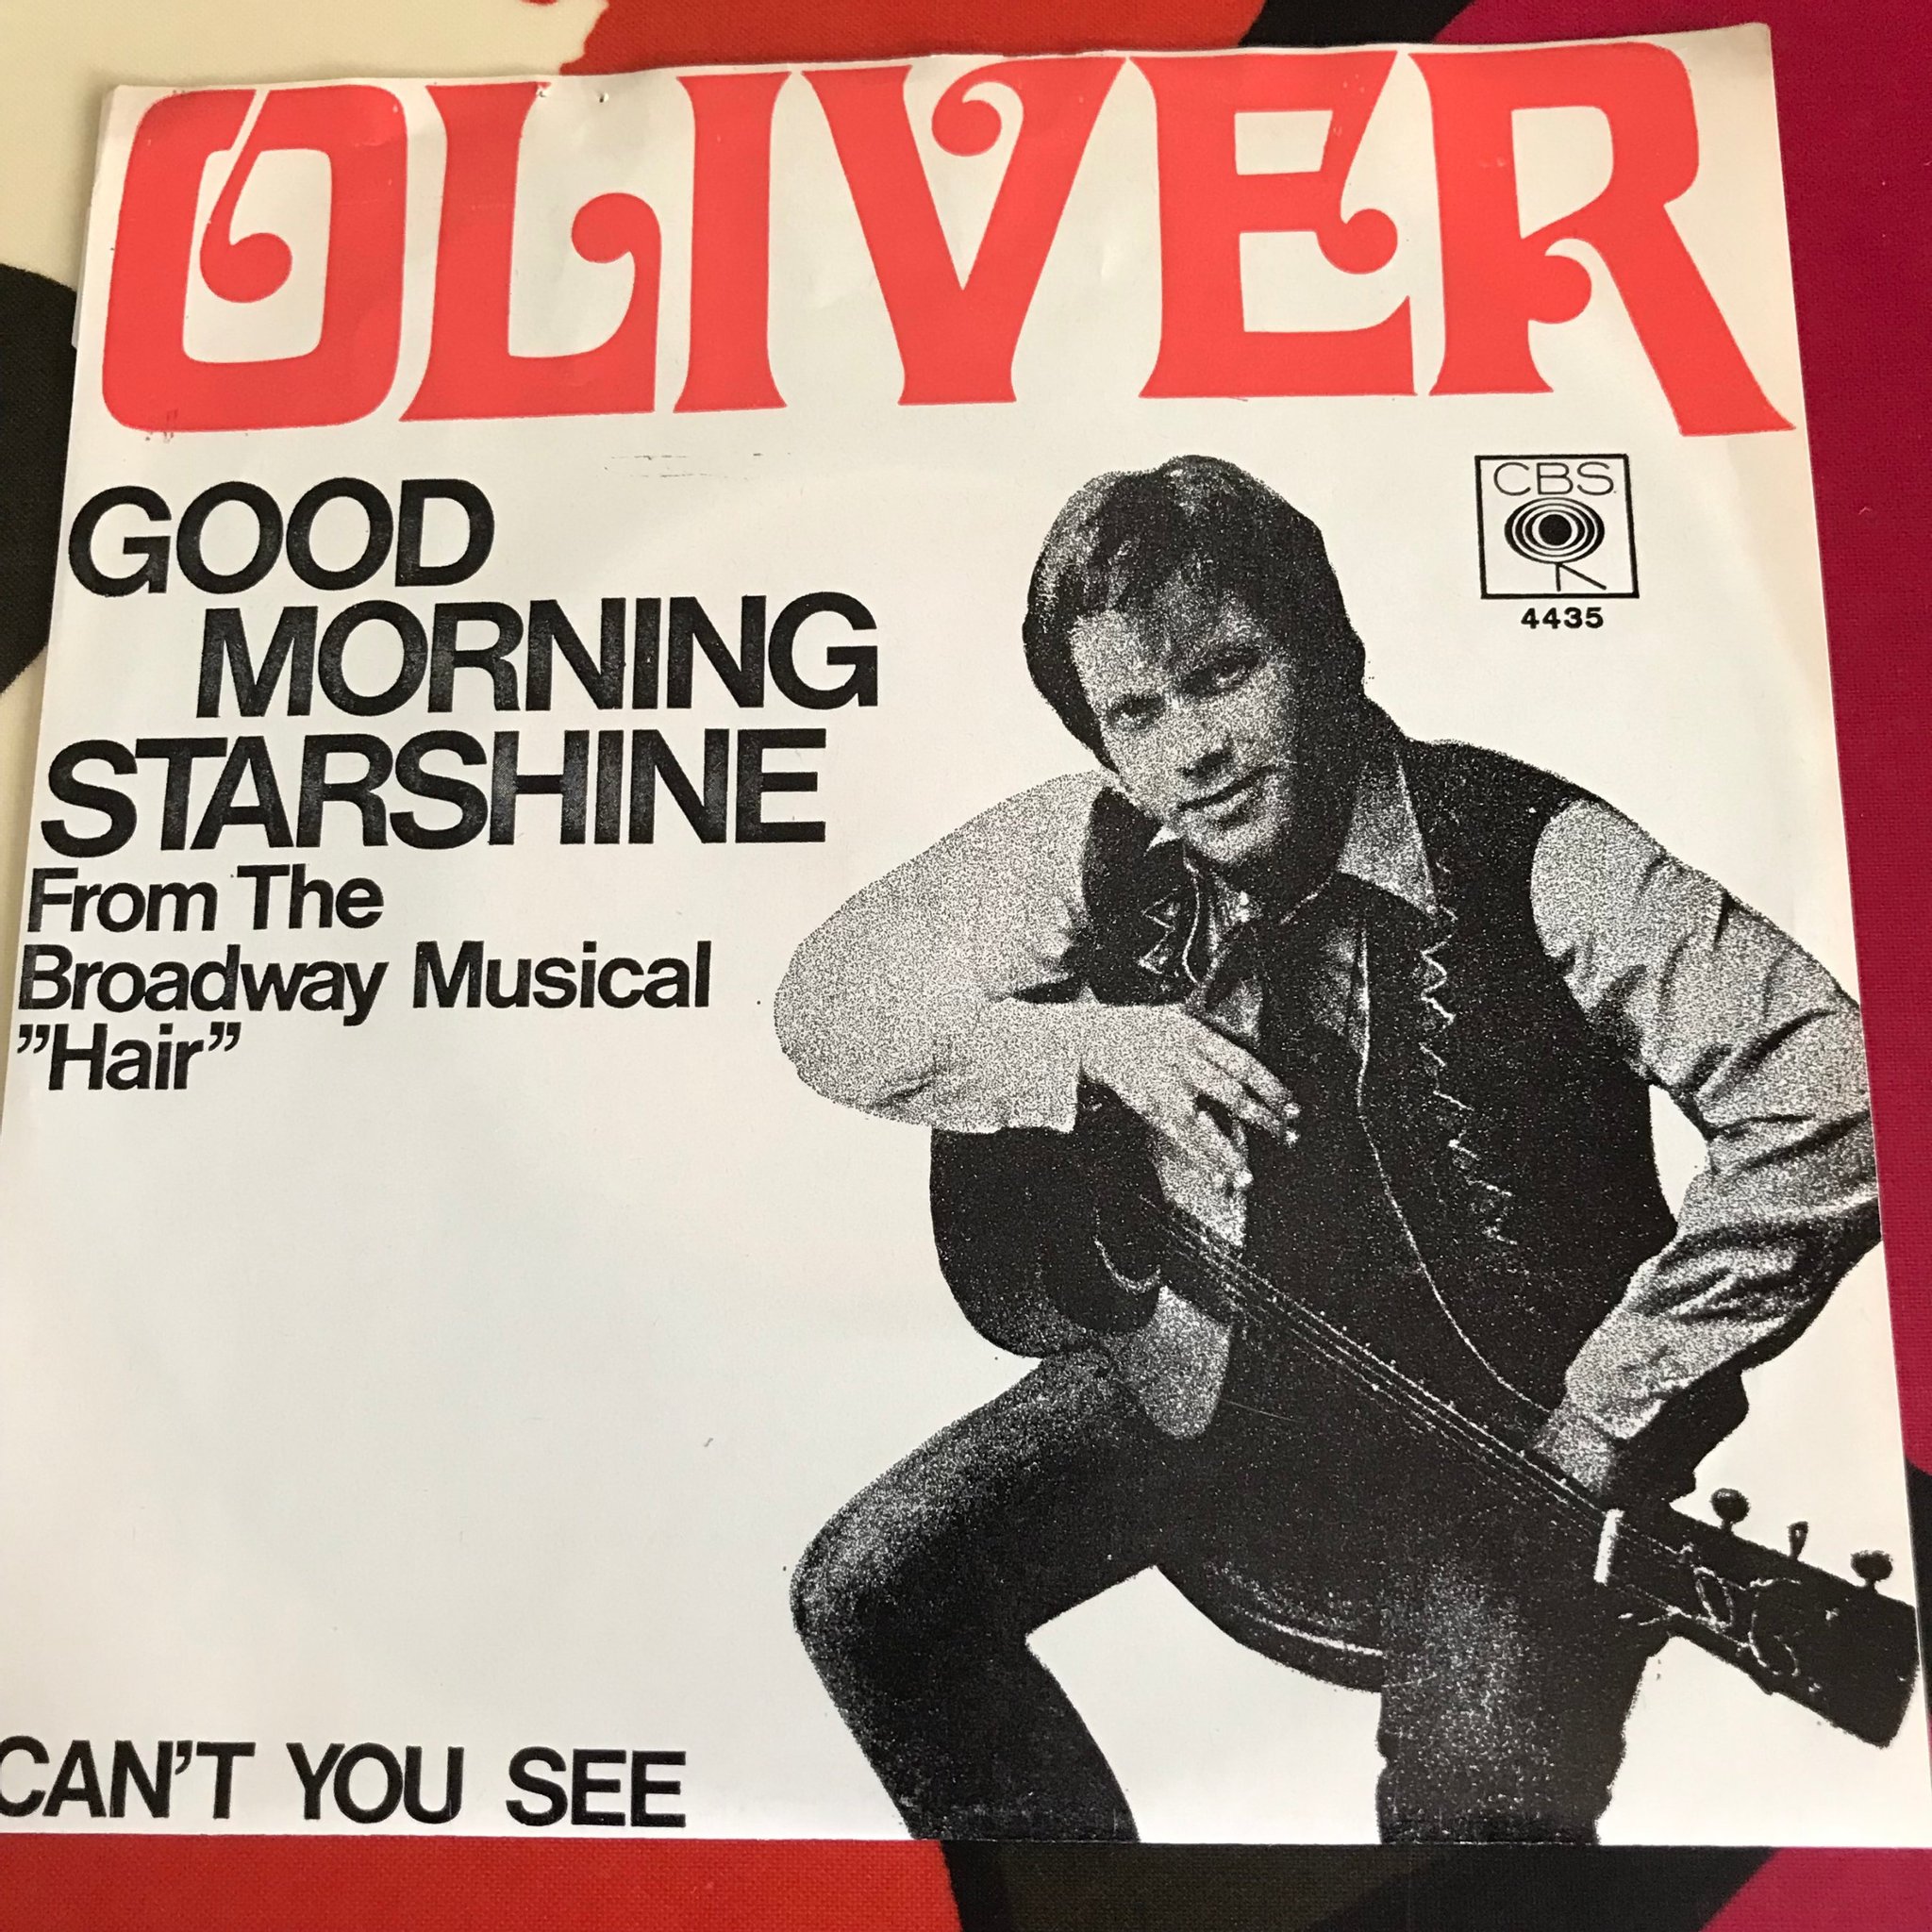 OLIVER
CBS
4435
GOOD
MORNING
STARSHINE
From The
Broadway Musical
”Hair”
CAN'T YOU SEE